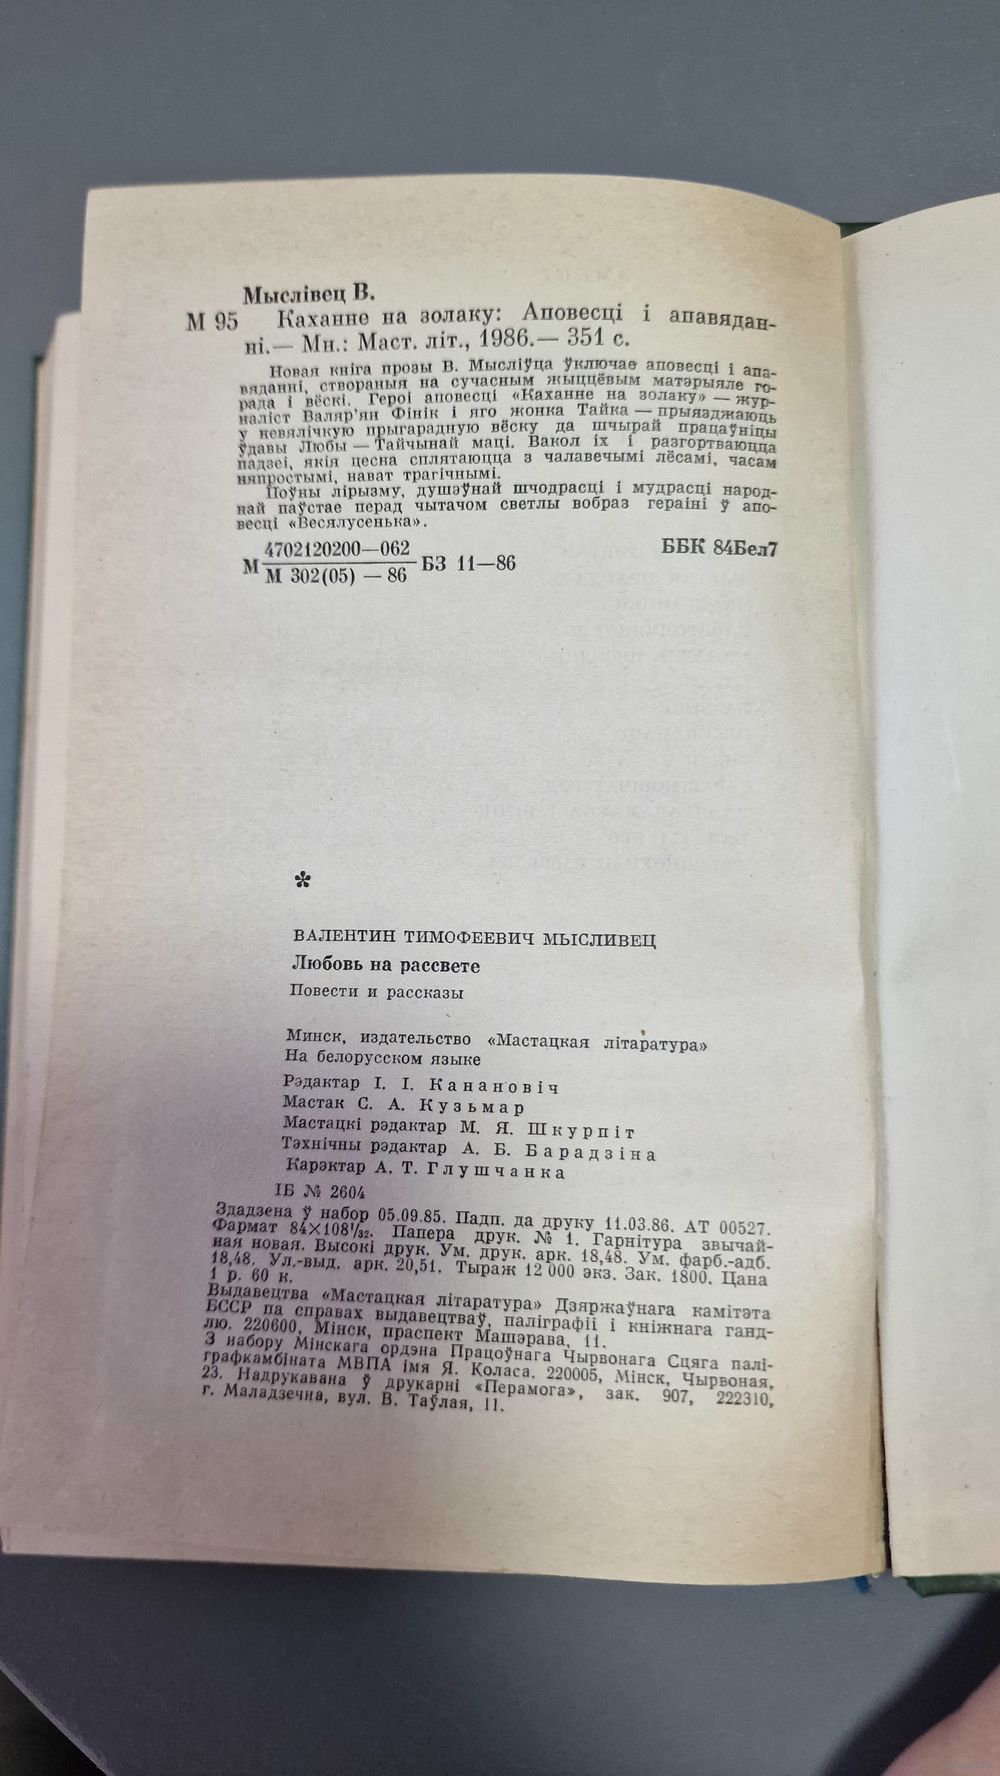 Мыслівец В.
М 95 Каханне на золаку: Аповесці і апавядан-
ні.— Мн.: Маст. літ., 1986.— 351 с.
Новая кніга прозы В. Мысліўца ўключае аповесці і апа-
вяданні, створаныя на сучасным жыццёвым матэрыяле го-
рада і вёскі. Героі аповесці «Каханне на золаку» — жур-
наліст Валяр’ян Фінік і яго жонка Тайка — прыязджаюць
у невялічкую прыгарадную вёску да шчырай працаўніцы
ўдавы Любы — Тайчынай маці. Вакол іх і разгортваюцца
падзеі, якія цесна сплятаюцца з чалавечымі лёсамі, часам
няпростымі, нават трагічнымі.
Поўны лірызму, душэўнай шчодрасці і мудрасці народ-
най паўстае перад чытачом светлы вобраз гераіні ў апо-
весці «Весялусенька».
М 4702120200—062 / М 302(05) — 86 БЗ 11—86 ББК 84Бел7
*
ВАЛЕНТИН ТИМОФЕЕВИЧ МЫСЛИВЕЦ
Любовь на рассвете
Повести и рассказы
Минск, издательство «Мастацкая літаратура»
На белорусском языке
Рэдактар І. І. Канановіч
Мастак С. А. Кузьмар
Мастацкі рэдактар М. Я. Шкурпіт
Тэхнічны рэдактар А. Б. Барадзіна
Карэктар А. Т. Глушчанка
ІБ № 2604
Здадзена ў набор 05.09.85. Падп. да друку 11.03.86. АТ 00527.
Фармат 84×108¹/₃₂. Папера друк. № 1. Гарнітура звычай-
ная новая. Высокі друк. Ум. друк. арк. 18,48. Ум. фарб.-адб.
18,48. Ул.-выд. арк. 20,51. Тыраж 12 000 экз. Зак. 1800. Цана
1 р. 60 к.
Выдавецтва «Мастацкая літаратура» Дзяржаўнага камітэта
БССР па справах выдавецтваў, паліграфіі і кніжнага ганд-
лю. 220600, Мінск, праспект Машэрава, 11.
З набору Мінскага ордэна Працоўнага Чырвонага Сцяга палі-
графкамбіната МВПА імя Я. Коласа. 220005, Мінск, Чырвоная,
23. Надрукавана ў друкарні «Перамога», зак. 907, 222310,
г. Маладзечна, вул. В. Таўлая, 11.